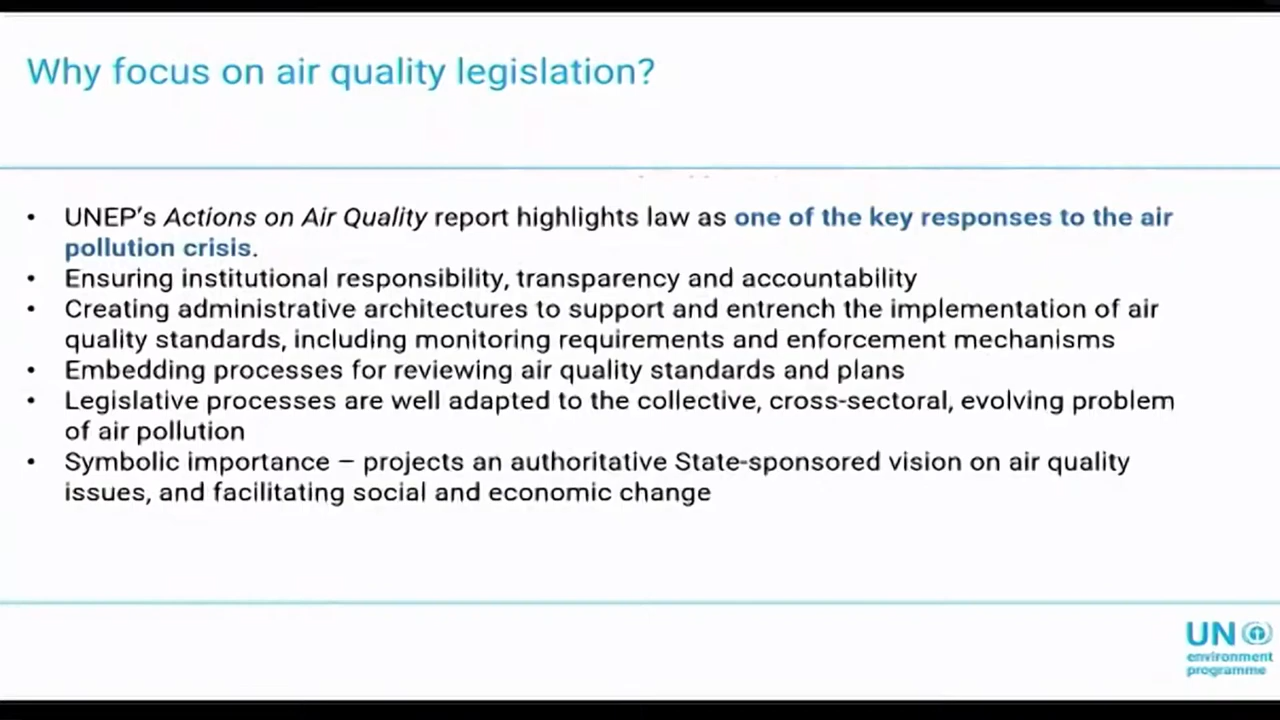 Why focus on air quality legislation?
• UNEP's Actions on Air Quality report highlights law as one of the key responses to the air
pollution crisis.
• Ensuring institutional responsibility, transparency and accountability
• Creating administrative architectures to support and entrench the implementation of air
quality standards, including monitoring requirements and enforcement mechanisms
• Embedding processes for reviewing air quality standards and plans
• Legislative processes are well adapted to the collective, cross-sectoral, evolving problem
of air pollution
• Symbolic importance – projects an authoritative State-sponsored vision on air quality
issues, and facilitating social and economic change
UN
environment
programme